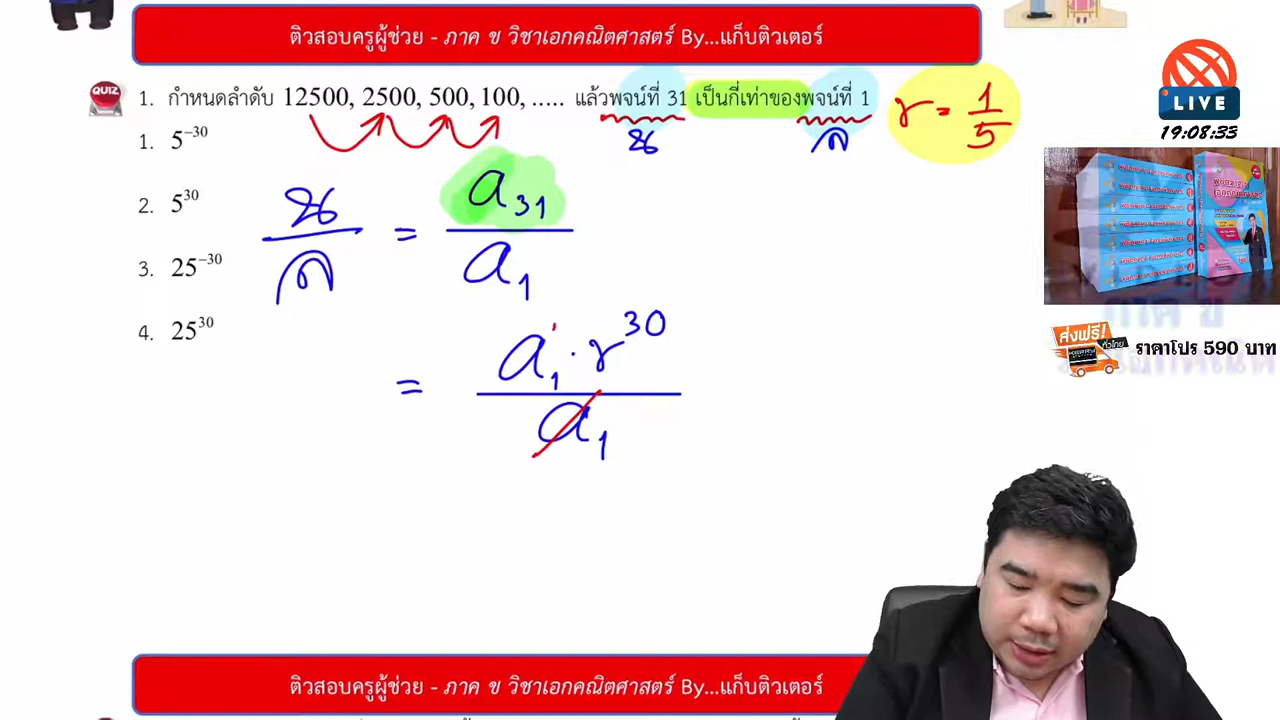 ติวสอบครูผู้ช่วย - ภาค ข วิชาเอกคณิตศาสตร์ By...แก็บติวเตอร์
QUIZ
1. กำหนดลำดับ 12500, 2500, 500, 100, ..... แล้วพจน์ที่ 31 เป็นกี่เท่าของพจน์ที่ 1
r = 1/5
LIVE
19:08:33
1. 5^-30
2. 5^30
3. 25^-30
4. 25^30
= a31 / a1
= a1 · r^30 / a1
ส่งฟรี!
ทั่วไทย
ราคาโปร 590 บาท
ติวสอบครูผู้ช่วย - ภาค ข วิชาเอกคณิตศาสตร์ By...แก็บติวเตอร์